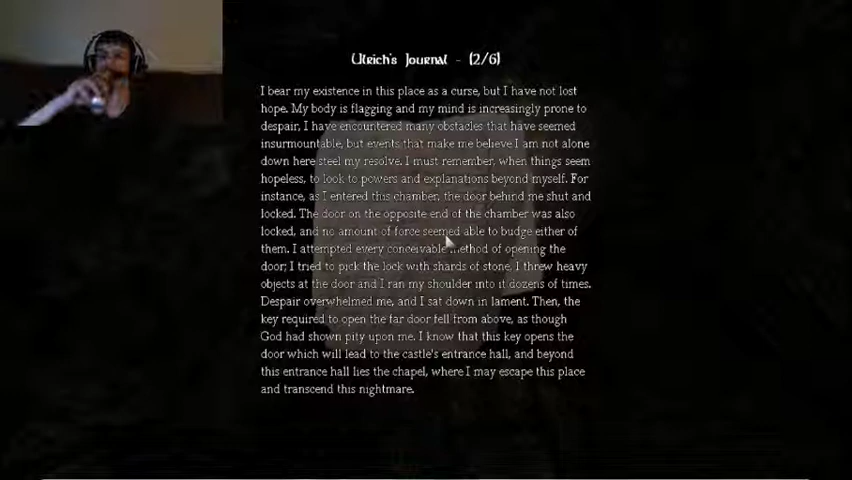 Ulrich's Journal - (2/6)
I bear my existence in this place as a curse, but I have not lost
hope. My body is flagging and my mind is increasingly prone to
despair, I have encountered many obstacles that have seemed
insurmountable, but events that make me believe I am not alone
down here steel my resolve. I must remember, when things seem
hopeless, to look to powers and explanations beyond myself. For
instance, as I entered this chamber, the door behind me shut and
locked. The door on the opposite end of the chamber was also
locked, and no amount of force seemed able to budge either of
them. I attempted every conceivable method of opening the
door; I tried to pick the lock with shards of stone, I threw heavy
objects at the door and I ran my shoulder into it dozens of times.
Despair overwhelmed me, and I sat down in lament. Then, the
key required to open the far door fell from above, as though
God had shown pity upon me. I know that this key opens the
door which will lead to the castle's entrance hall, and beyond
this entrance hall lies the chapel, where I may escape this place
and transcend this nightmare.